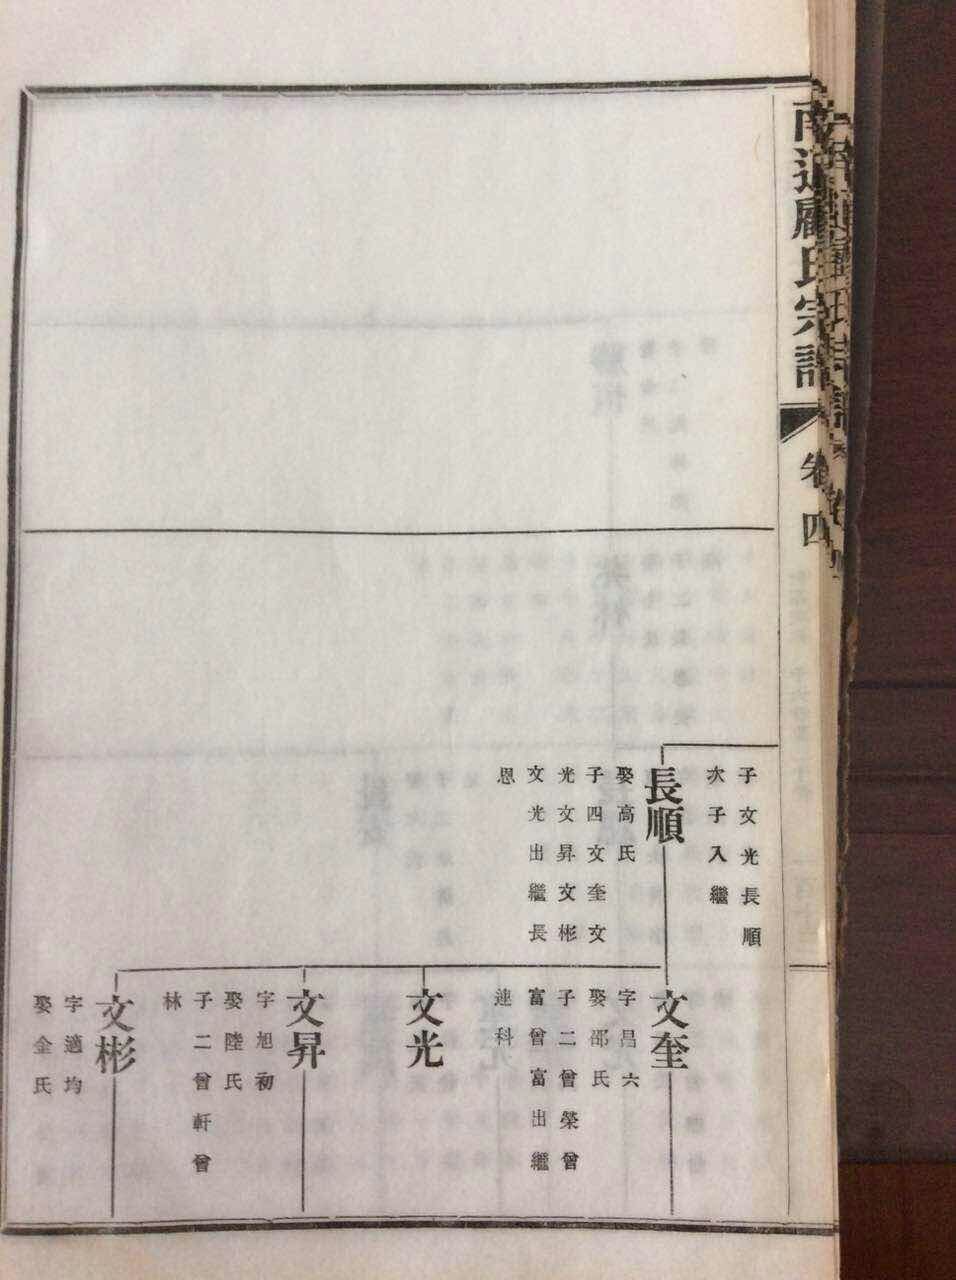 南通顧氏宗譜
卷四
子文光長順
次子入繼
長順
娶高氏
子四文奎文
光文昇文彬
文光出繼長
恩
文奎
字昌六
娶邵氏
子二曾榮曾
富曾富出繼
連科
文光
文昇
字旭初
娶陸氏
子二曾軒曾
林
文彬
字適均
娶金氏